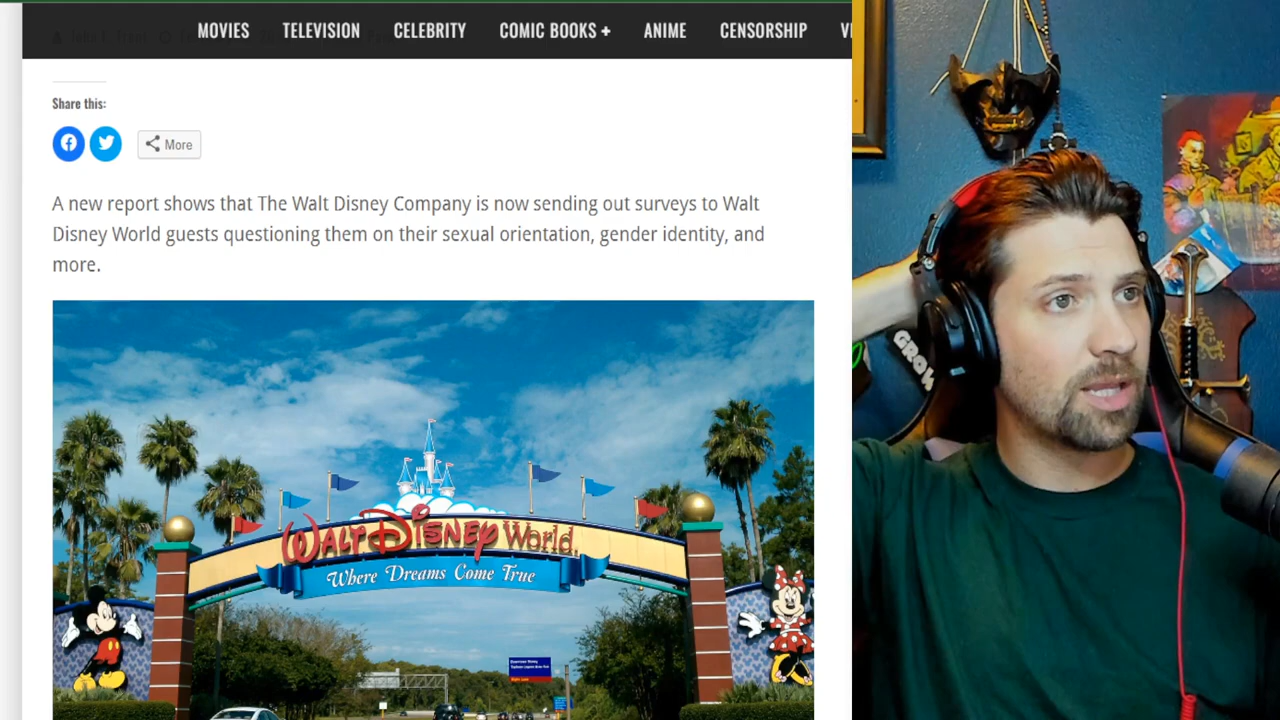 MOVIES TELEVISION CELEBRITY COMIC BOOKS + ANIME CENSORSHIP
Share this:
More
A new report shows that The Walt Disney Company is now sending out surveys to Walt
Disney World guests questioning them on their sexual orientation, gender identity, and
more.
GROW
WALT DISNEY World
Where Dreams Come True